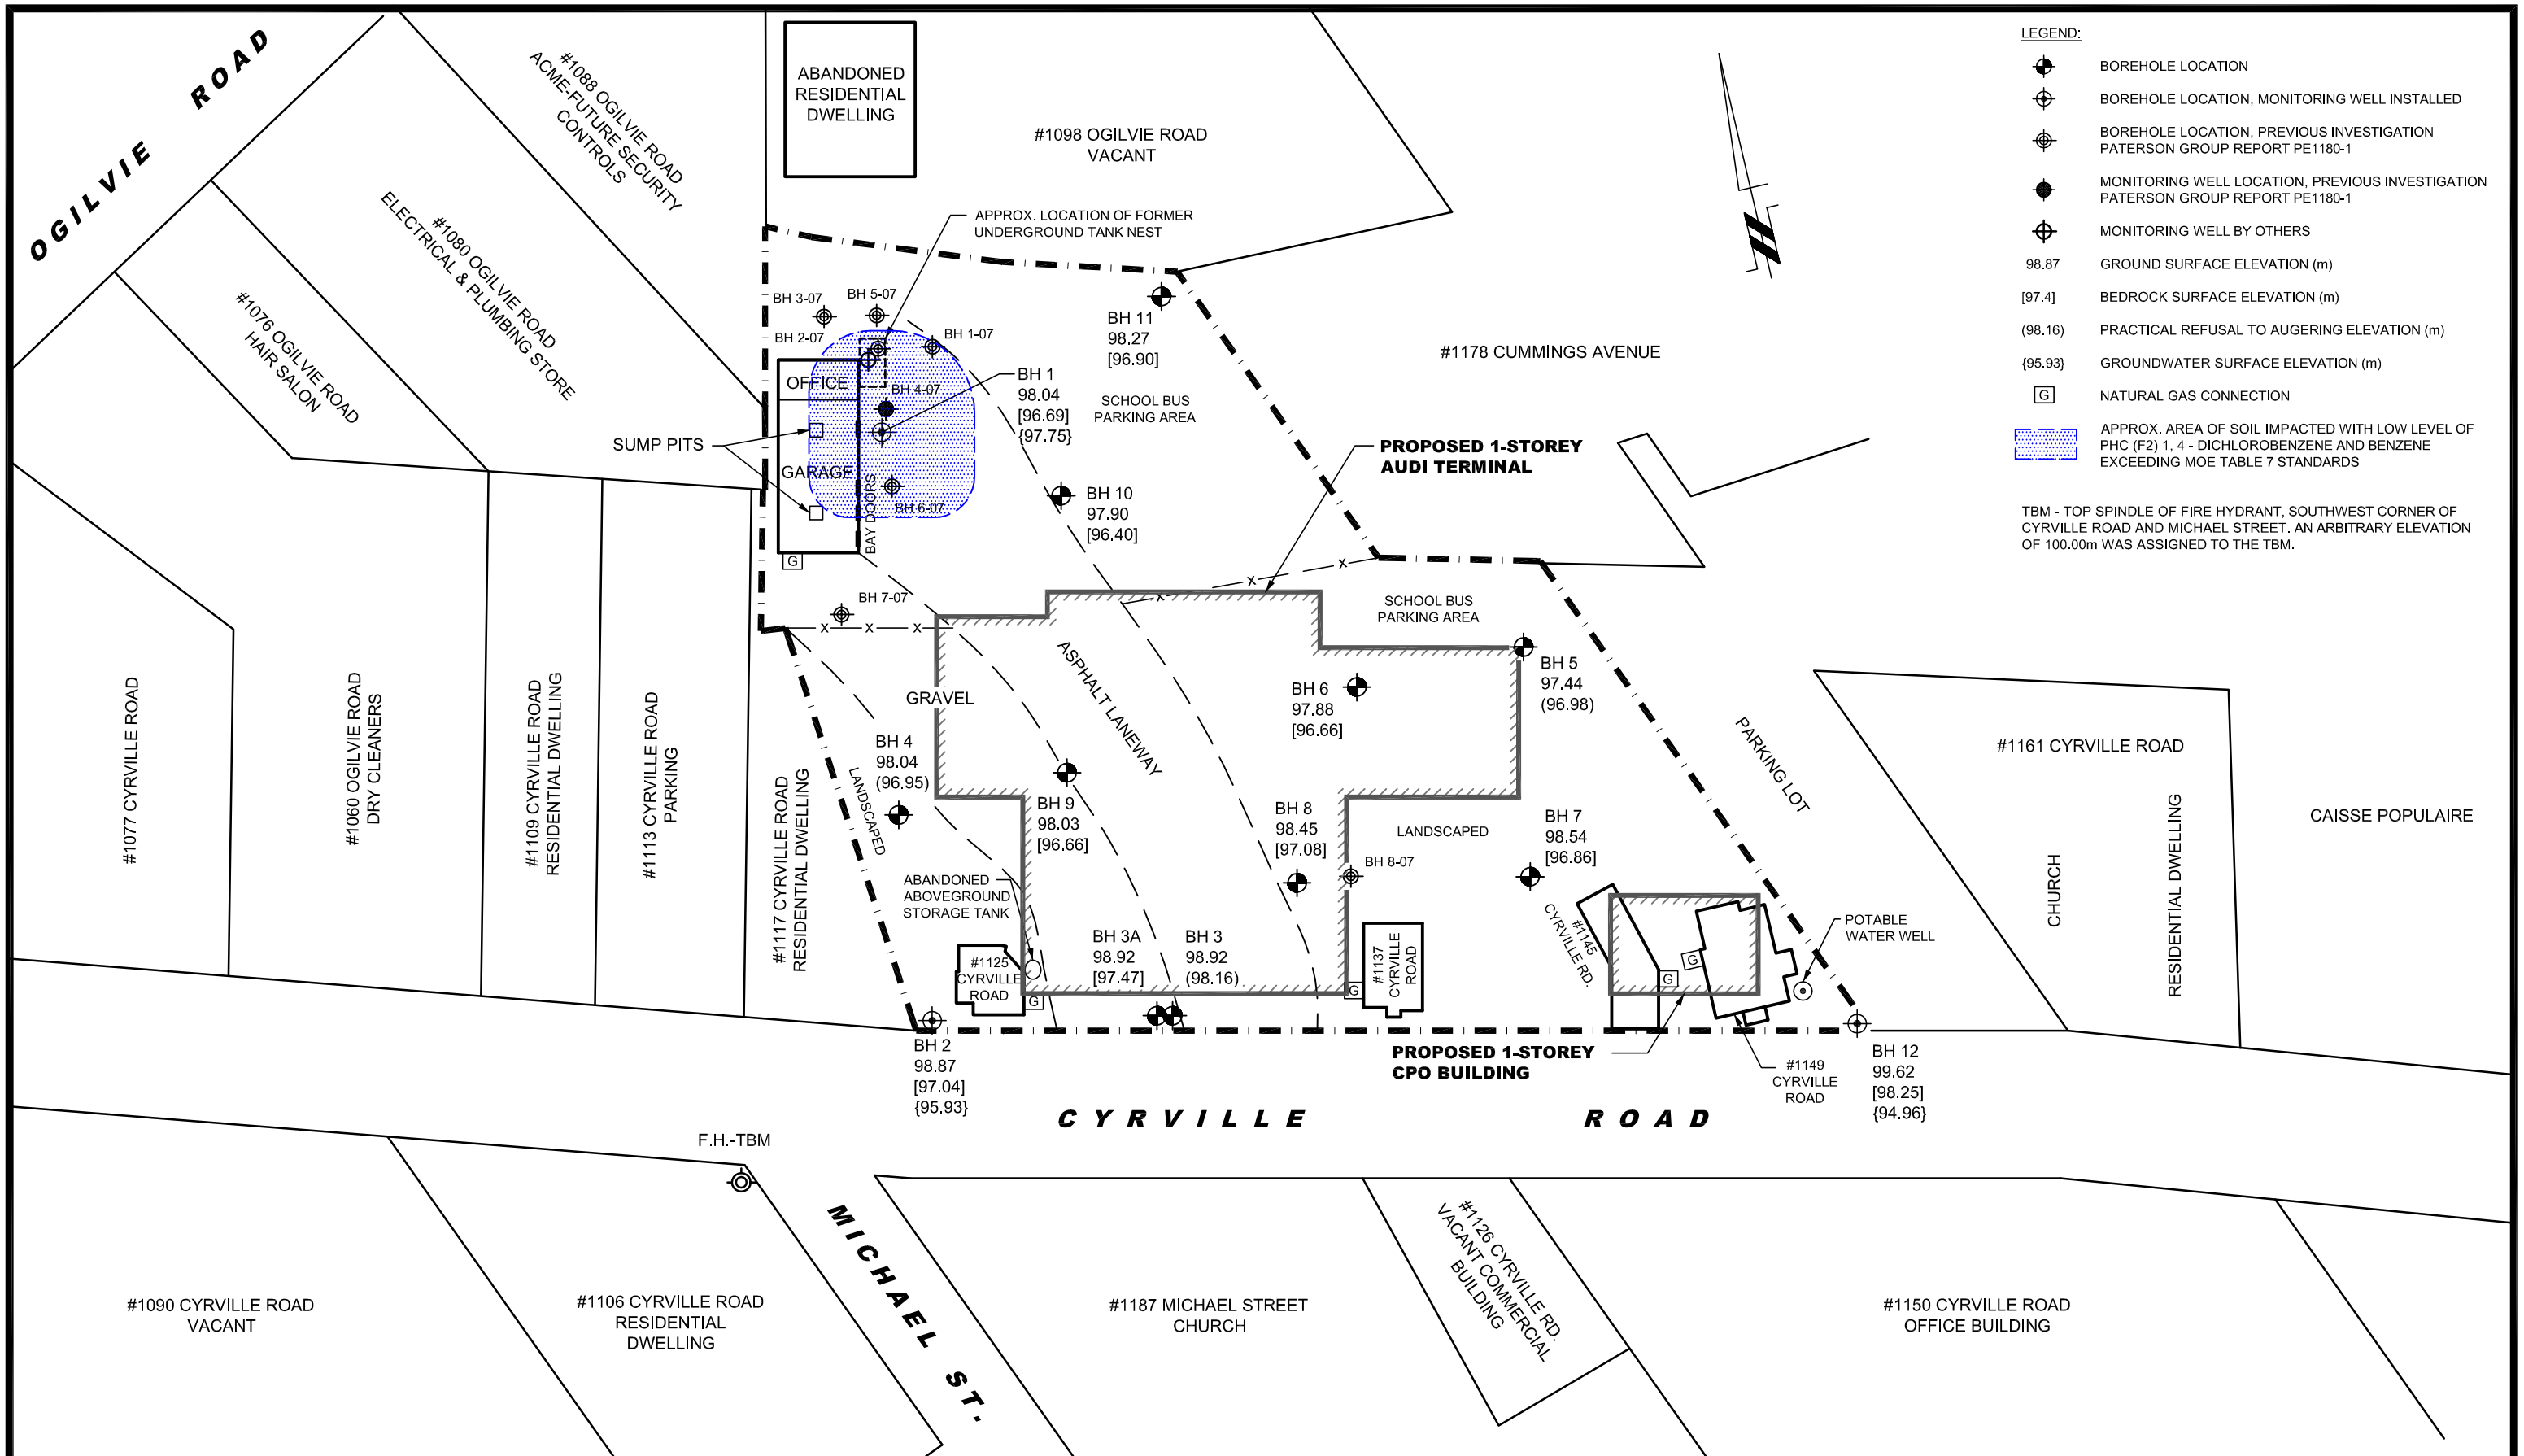 OGILVIE ROAD
#1088 OGILVIE ROAD
ACME-FUTURE SECURITY
CONTROLS
#1080 OGILVIE ROAD
ELECTRICAL & PLUMBING STORE
#1076 OGILVIE ROAD
HAIR SALON
ABANDONED
RESIDENTIAL
DWELLING
#1098 OGILVIE ROAD
VACANT
APPROX. LOCATION OF FORMER
UNDERGROUND TANK NEST
BH 3-07
BH 5-07
BH 2-07
BH 1-07
BH 4-07
BH 6-07
BH 7-07
OFFICE
GARAGE
BAY DOORS
SUMP PITS
G
BH 1
98.04
[96.69]
{97.75}
BH 11
98.27
[96.90]
SCHOOL BUS
PARKING AREA
BH 10
97.90
[96.40]
#1178 CUMMINGS AVENUE
PROPOSED 1-STOREY
AUDI TERMINAL
x x x
x x x
SCHOOL BUS
PARKING AREA
BH 5
97.44
(96.98)
BH 6
97.88
[96.66]
ASPHALT LANEWAY
GRAVEL
BH 4
98.04
(96.95)
LANDSCAPED
BH 9
98.03
[96.66]
BH 8
98.45
[97.08]
LANDSCAPED
BH 8-07
BH 7
98.54
[96.86]
PARKING LOT
ABANDONED
ABOVEGROUND
STORAGE TANK
#1125
CYRVILLE
ROAD
G
BH 3A
98.92
[97.47]
BH 3
98.92
(98.16)
#1137
CYRVILLE
ROAD
G
#1145
CYRVILLE RD.
G
G
POTABLE
WATER WELL
#1149
CYRVILLE
ROAD
PROPOSED 1-STOREY
CPO BUILDING
BH 2
98.87
[97.04]
{95.93}
BH 12
99.62
[98.25]
{94.96}
#1077 CYRVILLE ROAD
#1060 OGILVIE ROAD
DRY CLEANERS
#1109 CYRVILLE ROAD
RESIDENTIAL DWELLING
#1113 CYRVILLE ROAD
PARKING
#1117 CYRVILLE ROAD
RESIDENTIAL DWELLING
#1161 CYRVILLE ROAD
CHURCH
RESIDENTIAL DWELLING
CAISSE POPULAIRE
CYRVILLE ROAD
F.H.-TBM
MICHAEL ST.
#1090 CYRVILLE ROAD
VACANT
#1106 CYRVILLE ROAD
RESIDENTIAL
DWELLING
#1187 MICHAEL STREET
CHURCH
#1126 CYRVILLE RD.
VACANT COMMERCIAL
BUILDING
#1150 CYRVILLE ROAD
OFFICE BUILDING
LEGEND:
BOREHOLE LOCATION
BOREHOLE LOCATION, MONITORING WELL INSTALLED
BOREHOLE LOCATION, PREVIOUS INVESTIGATION
PATERSON GROUP REPORT PE1180-1
MONITORING WELL LOCATION, PREVIOUS INVESTIGATION
PATERSON GROUP REPORT PE1180-1
MONITORING WELL BY OTHERS
98.87 GROUND SURFACE ELEVATION (m)
[97.4] BEDROCK SURFACE ELEVATION (m)
(98.16) PRACTICAL REFUSAL TO AUGERING ELEVATION (m)
{95.93} GROUNDWATER SURFACE ELEVATION (m)
G NATURAL GAS CONNECTION
APPROX. AREA OF SOIL IMPACTED WITH LOW LEVEL OF
PHC (F2) 1, 4 - DICHLOROBENZENE AND BENZENE
EXCEEDING MOE TABLE 7 STANDARDS
TBM - TOP SPINDLE OF FIRE HYDRANT, SOUTHWEST CORNER OF
CYRVILLE ROAD AND MICHAEL STREET. AN ARBITRARY ELEVATION
OF 100.00m WAS ASSIGNED TO THE TBM.